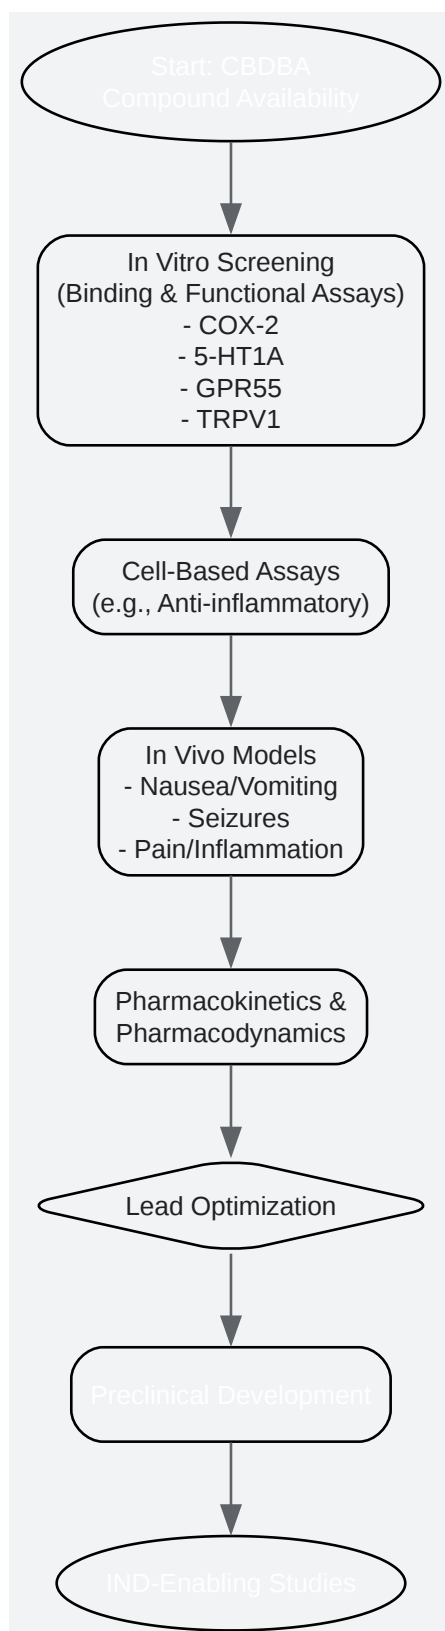 Start: CBDBA
Compound Availability
In Vitro Screening
(Binding & Functional Assays)
- COX-2
- 5-HT1A
- GPR55
- TRPV1
Cell-Based Assays
(e.g., Anti-inflammatory)
In Vivo Models
- Nausea/Vomiting
- Seizures
- Pain/Inflammation
Pharmacokinetics &
Pharmacodynamics
Lead Optimization
Preclinical Development
IND-Enabling Studies